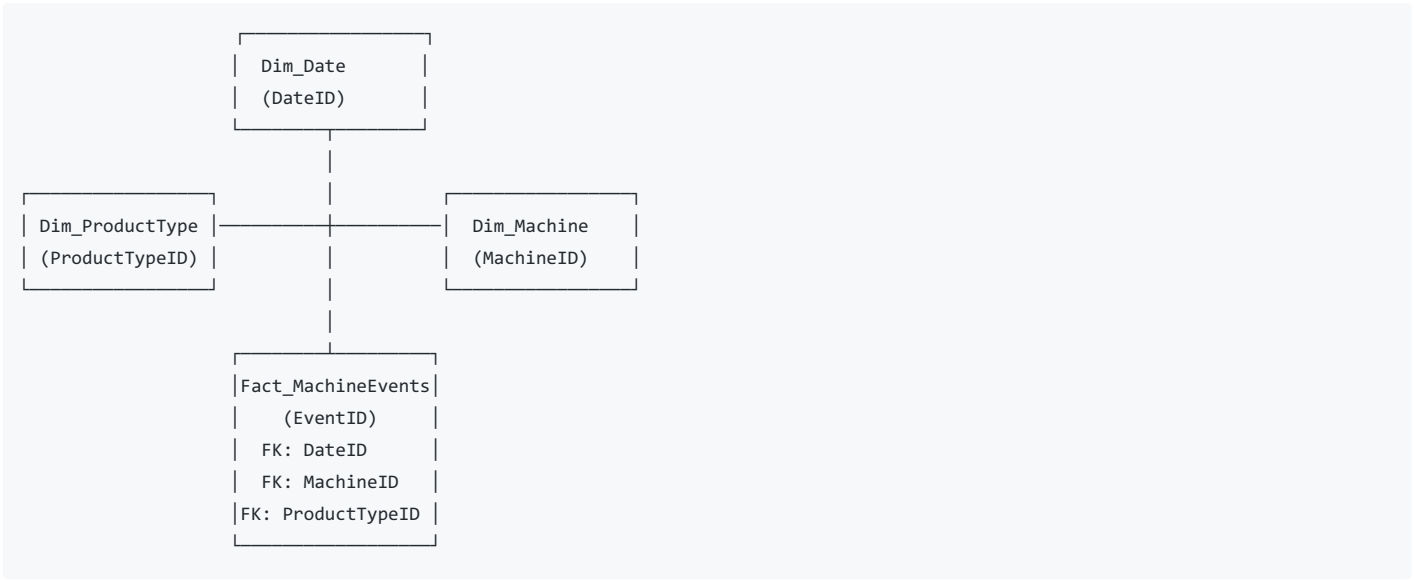 Dim_Date
(DateID)
Dim_ProductType
(ProductTypeID)
Dim_Machine
(MachineID)
Fact_MachineEvents
(EventID)
FK: DateID
FK: MachineID
FK: ProductTypeID